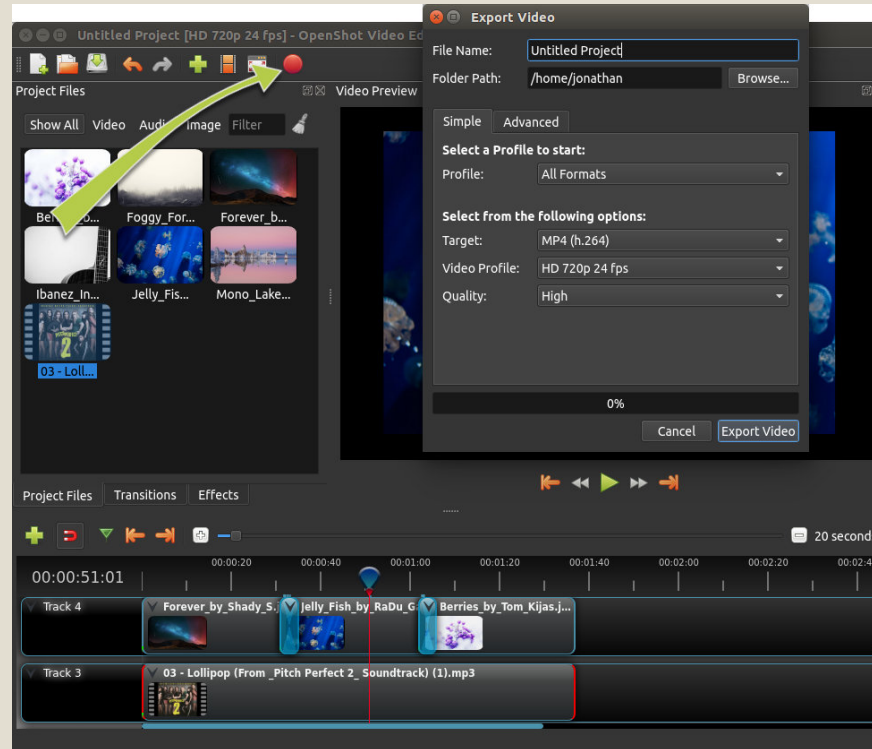 Export Video
Untitled Project [HD 720p 24 fps] - OpenShot Video Ed
File Name: Untitled Project
Folder Path: /home/jonathan Browse...
Project Files
Video Preview
Show All Video Image Filter
Simple Advanced
Select a Profile to start:
Profile: All Formats
Select from the following options:
Target: MP4 (h.264)
Video Profile: HD 720p 24 fps
Quality: High
Foggy_For... Forever_b...
Ibanez_In... Jelly_Fis... Mono_Lake...
2
03 - Loll...
0%
Cancel Export Video
Project Files Transitions Effects
20 second
00:00:20 00:00:40 00:01:00 00:01:20 00:01:40 00:02:00 00:02:20 00:02:4
00:00:51:01
Track 4
Forever_by_Shady_S.j Jelly_Fish_by_RaDu_G. Berries_by_Tom_Kijas.j...
Track 3
03 - Lollipop (From _Pitch Perfect 2_ Soundtrack) (1).mp3
2